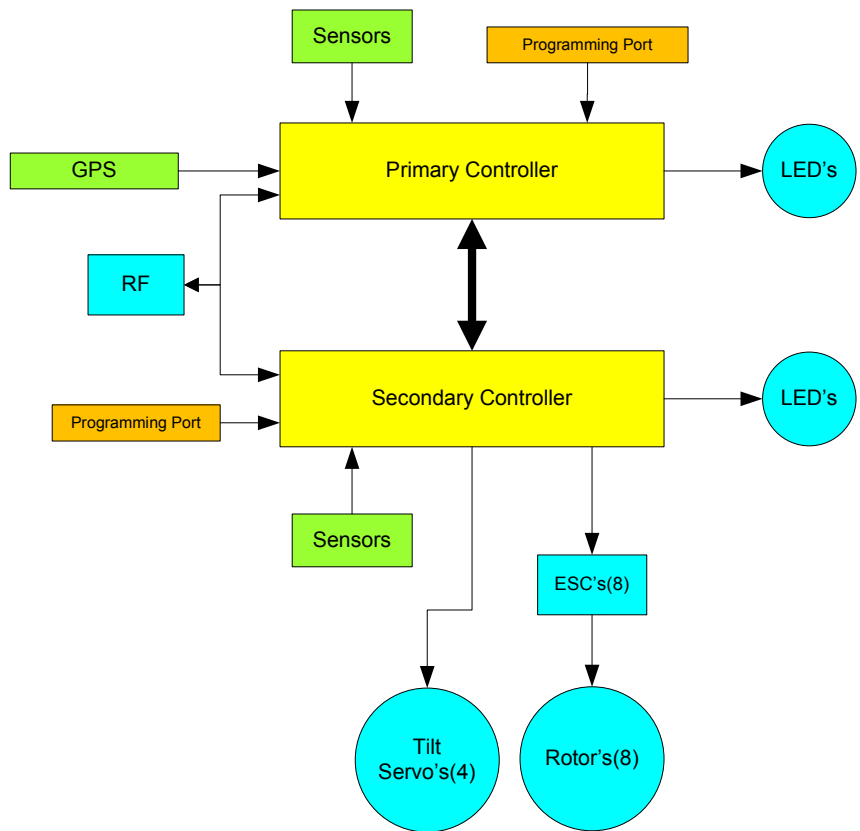 Sensors
Programming Port
GPS
Primary Controller
LED's
RF
Secondary Controller
LED's
Programming Port
Sensors
ESC's(8)
Tilt
Servo's(4)
Rotor's(8)